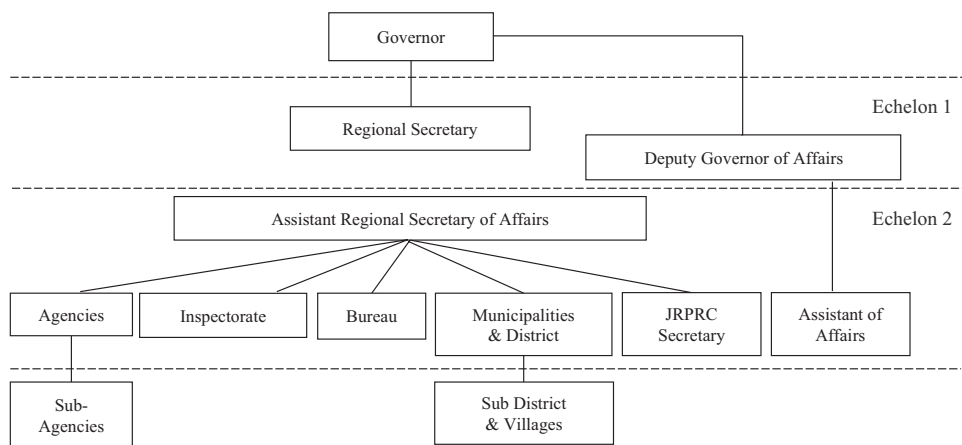 Governor
Echelon 1
Regional Secretary
Deputy Governor of Affairs
Assistant Regional Secretary of Affairs
Echelon 2
Agencies
Inspectorate
Bureau
Municipalities
& District
JRPRC
Secretary
Assistant of
Affairs
Sub-
Agencies
Sub District
& Villages